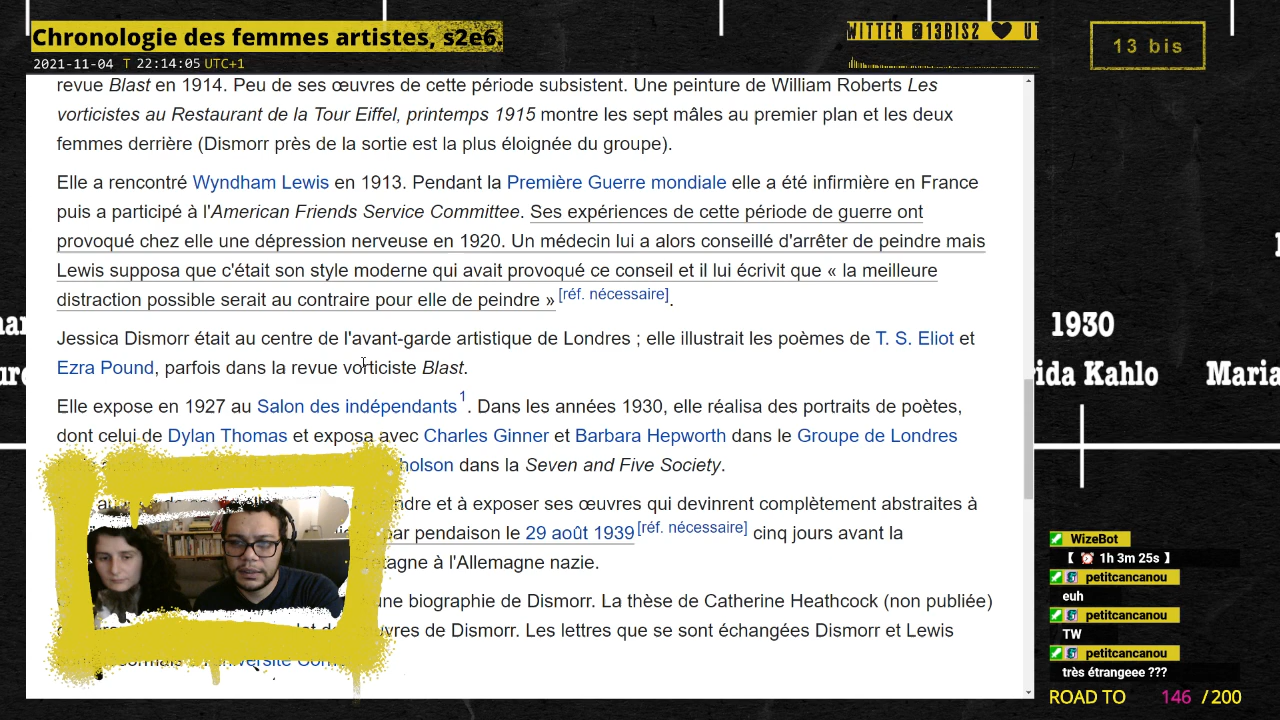 Chronologie des femmes artistes, s2e6.
WITTER @13BIS2 ❤ U
13 bis
2021-11-04 T 22:14:05 UTC+1
revue Blast en 1914. Peu de ses œuvres de cette période subsistent. Une peinture de William Roberts Les
vorticistes au Restaurant de la Tour Eiffel, printemps 1915 montre les sept mâles au premier plan et les deux
femmes derrière (Dismorr près de la sortie est la plus éloignée du groupe).
Elle a rencontré Wyndham Lewis en 1913. Pendant la Première Guerre mondiale elle a été infirmière en France
puis a participé à l'American Friends Service Committee. Ses expériences de cette période de guerre ont
provoqué chez elle une dépression nerveuse en 1920. Un médecin lui a alors conseillé d'arrêter de peindre mais
Lewis supposa que c'était son style moderne qui avait provoqué ce conseil et il lui écrivit que « la meilleure
distraction possible serait au contraire pour elle de peindre » [réf. nécessaire].
Jessica Dismorr était au centre de l'avant-garde artistique de Londres ; elle illustrait les poèmes de T. S. Eliot et
Ezra Pound, parfois dans la revue vorticiste Blast.
Elle expose en 1927 au Salon des indépendants1. Dans les années 1930, elle réalisa des portraits de poètes,
dont celui de Dylan Thomas et exposa avec Charles Ginner et Barbara Hepworth dans le Groupe de Londres
holson dans la Seven and Five Society.
indre et à exposer ses œuvres qui devinrent complètement abstraites à
par pendaison le 29 août 1939 [réf. nécessaire] cinq jours avant la
tagne à l'Allemagne nazie.
une biographie de Dismorr. La thèse de Catherine Heathcock (non publiée)
vres de Dismorr. Les lettres que se sont échangées Dismorr et Lewis
1930
rida Kahlo
Maria
WizeBot
【 ⏰ 1h 3m 25s 】
petitcancanou
euh
petitcancanou
TW
petitcancanou
très étrangeee ???
ROAD TO 146 / 200